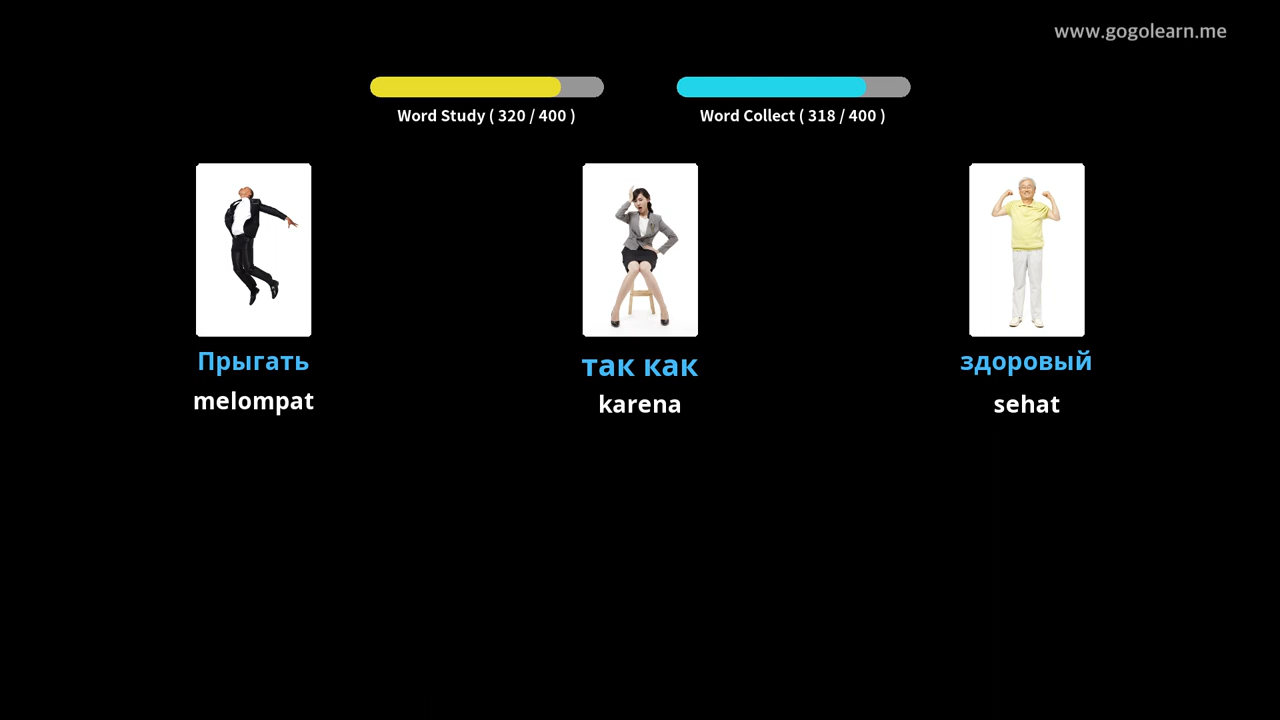 www.gogolearn.me
Word Study ( 320 / 400 )
Word Collect ( 318 / 400 )
Прыгать
melompat
так как
karena
здоровый
sehat